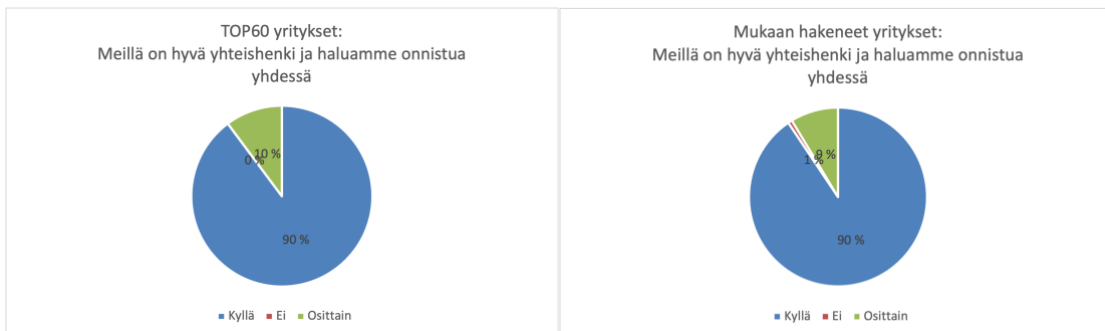 TOP60 yritykset:
Meillä on hyvä yhteishenki ja haluamme onnistua
yhdessä
10 %
0 %
90 %
Kyllä Ei Osittain
Mukaan hakeneet yritykset:
Meillä on hyvä yhteishenki ja haluamme onnistua
yhdessä
9 %
1 %
90 %
Kyllä Ei Osittain